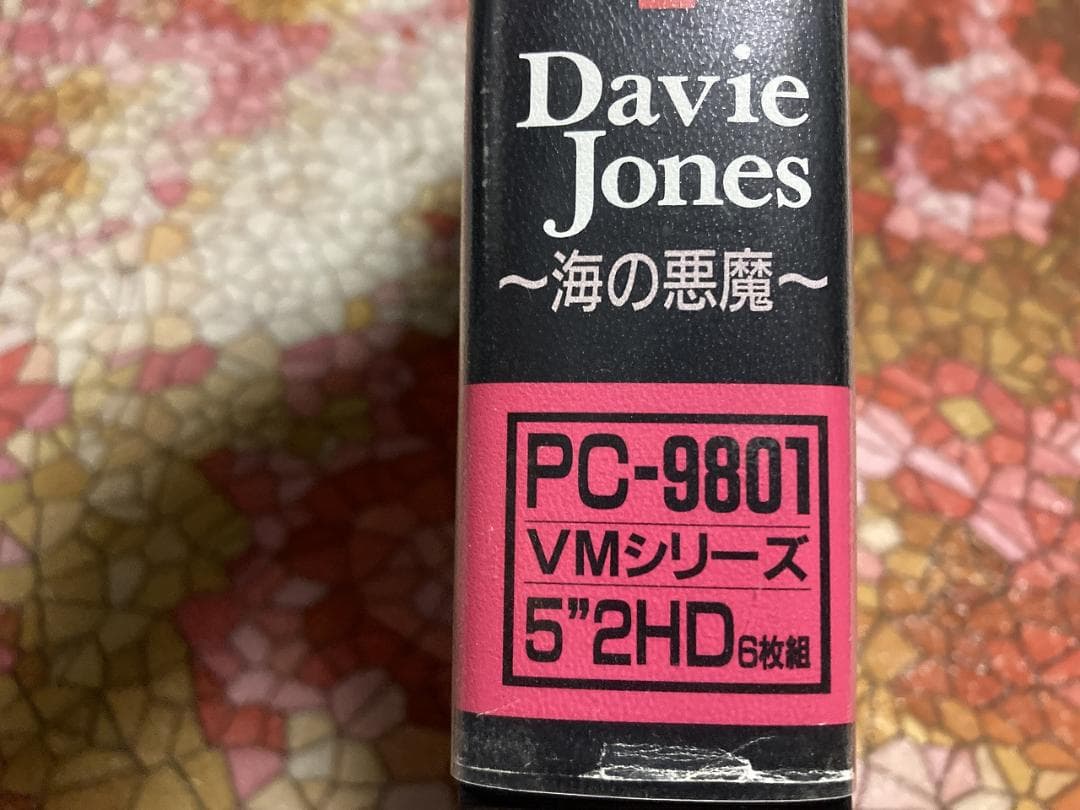 Davie
Jones
～海の悪魔～
PC-9801
VMシリーズ
5”2HD6枚組